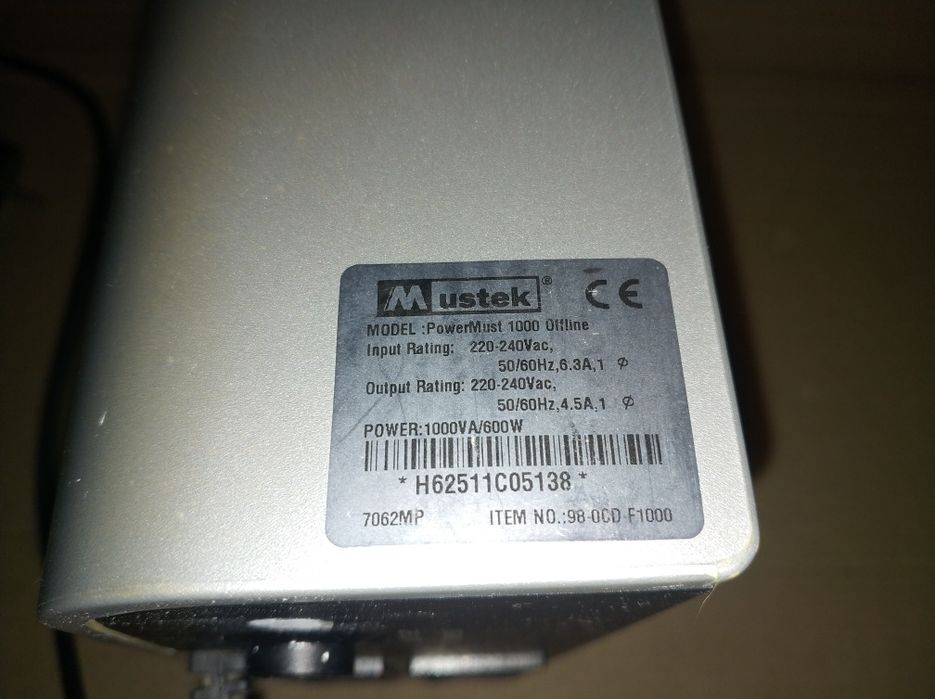 Mustek®
CE
MODEL :PowerMust 1000 Offline
Input Rating: 220-240Vac,
50/60Hz,6.3A,1 ϕ
Output Rating: 220-240Vac,
50/60Hz,4.5A,1 ϕ
POWER:1000VA/600W
*H62511C05138*
7062MP ITEM NO.:98-0CD-F1000